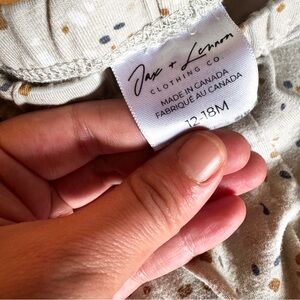 Jax + Lennon
CLOTHING CO.
MADE IN CANADA
FABRIQUÉ AU CANADA
12-18M